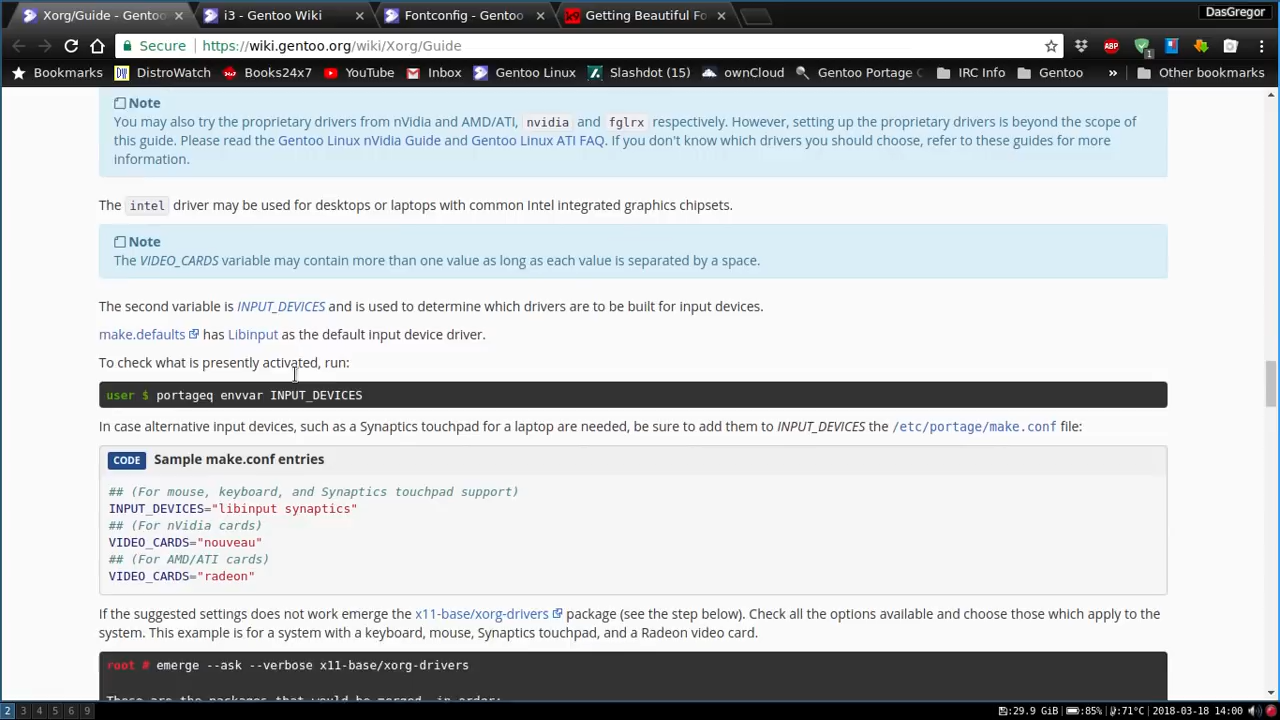 Xorg/Guide - Gentoo
i3 - Gentoo Wiki
Fontconfig - Gentoo
Getting Beautiful Fo
DasGregor
Secure
https://wiki.gentoo.org/wiki/Xorg/Guide
ABP
1
Bookmarks
DistroWatch
Books24x7
YouTube
Inbox
Gentoo Linux
Slashdot (15)
ownCloud
Gentoo Portage
IRC Info
Gentoo
»
Other bookmarks
Note
You may also try the proprietary drivers from nVidia and AMD/ATI, nvidia and fglrx respectively. However, setting up the proprietary drivers is beyond the scope of
this guide. Please read the Gentoo Linux nVidia Guide and Gentoo Linux ATI FAQ. If you don't know which drivers you should choose, refer to these guides for more
information.
The intel driver may be used for desktops or laptops with common Intel integrated graphics chipsets.
Note
The VIDEO_CARDS variable may contain more than one value as long as each value is separated by a space.
The second variable is INPUT_DEVICES and is used to determine which drivers are to be built for input devices.
make.defaults has Libinput as the default input device driver.
To check what is presently activated, run:
user $ portageq envvar INPUT_DEVICES
In case alternative input devices, such as a Synaptics touchpad for a laptop are needed, be sure to add them to INPUT_DEVICES the /etc/portage/make.conf file:
CODE Sample make.conf entries
## (For mouse, keyboard, and Synaptics touchpad support)
INPUT_DEVICES="libinput synaptics"
## (For nVidia cards)
VIDEO_CARDS="nouveau"
## (For AMD/ATI cards)
VIDEO_CARDS="radeon"
If the suggested settings does not work emerge the x11-base/xorg-drivers package (see the step below). Check all the options available and choose those which apply to the
system. This example is for a system with a keyboard, mouse, Synaptics touchpad, and a Radeon video card.
root # emerge --ask --verbose x11-base/xorg-drivers
These are the packages that would be merged, in order:
2 3 4 5 6 9
:29.9 GiB :85% :71°C 2018-03-18 14:00